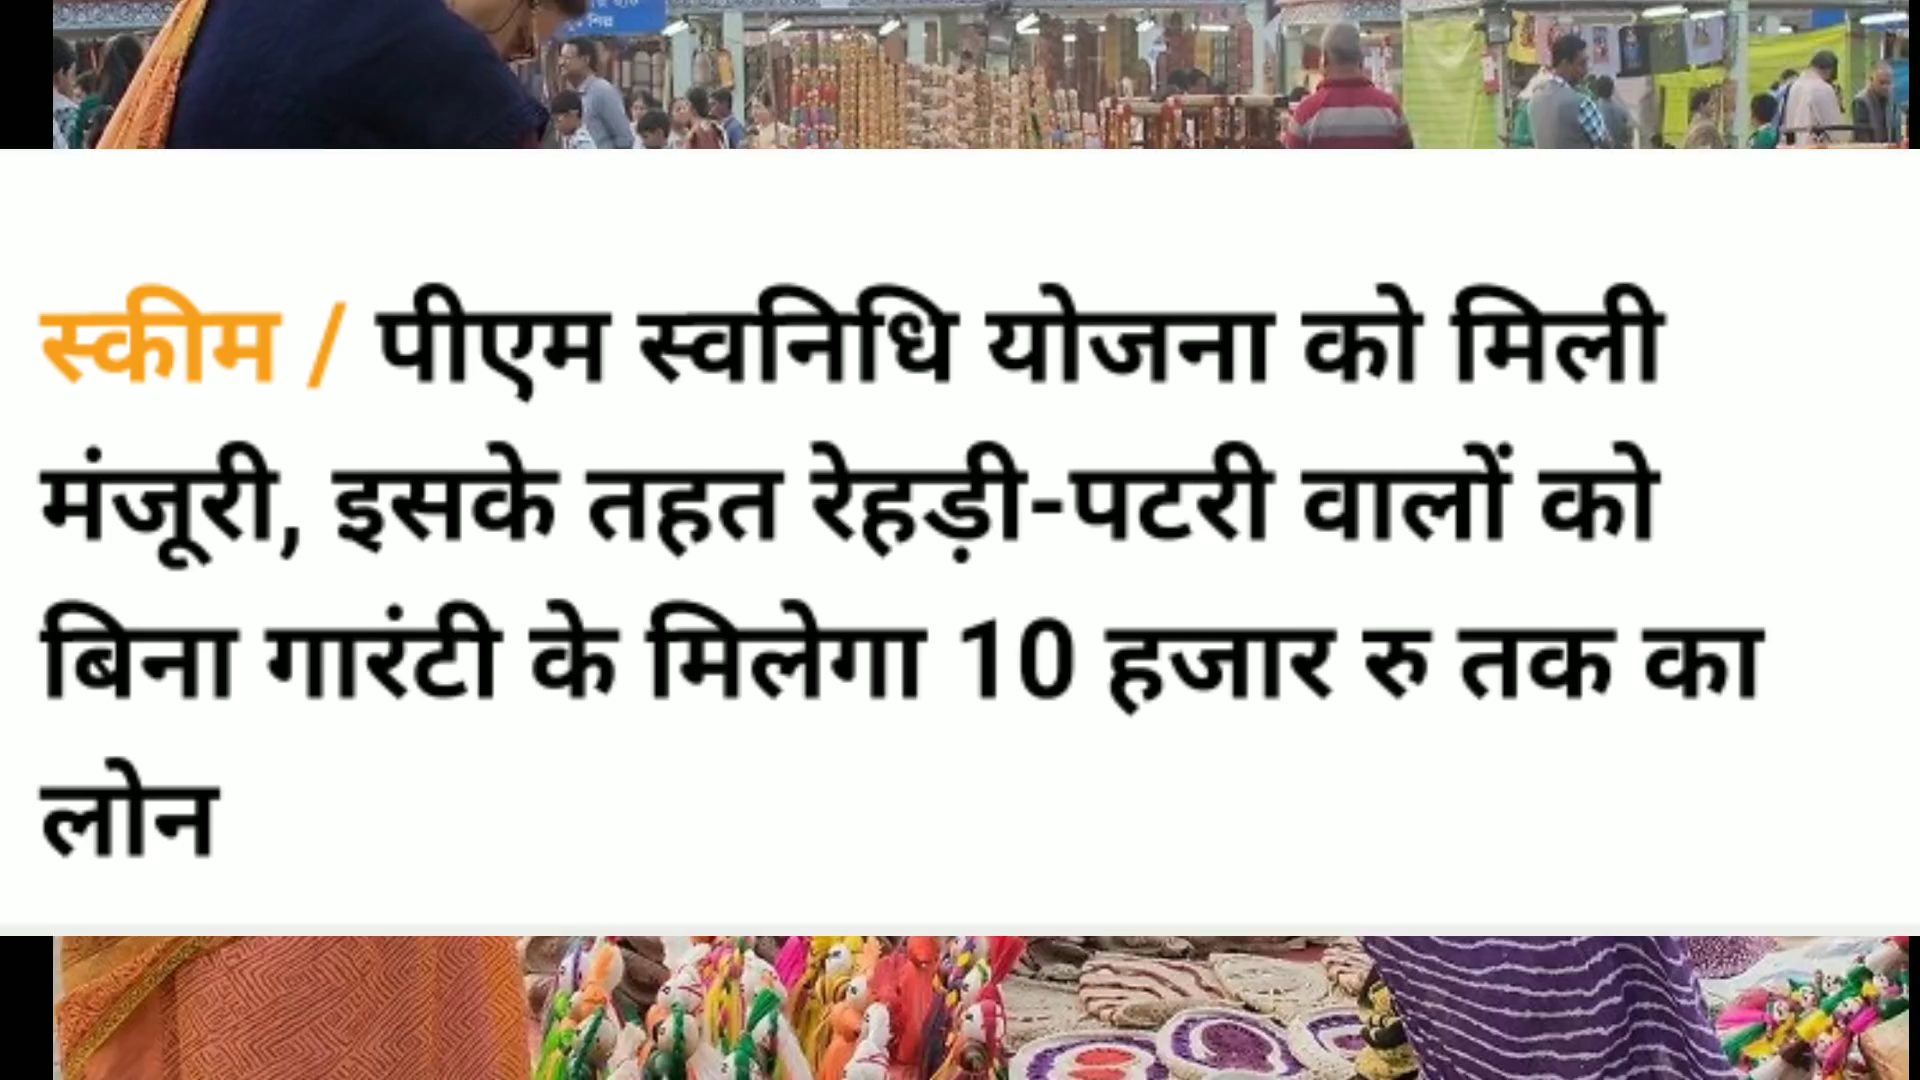 स्कीम / पीएम स्वनिधि योजना को मिली
मंजूरी, इसके तहत रेहड़ी-पटरी वालों को
बिना गारंटी के मिलेगा 10 हजार रु तक का
लोन